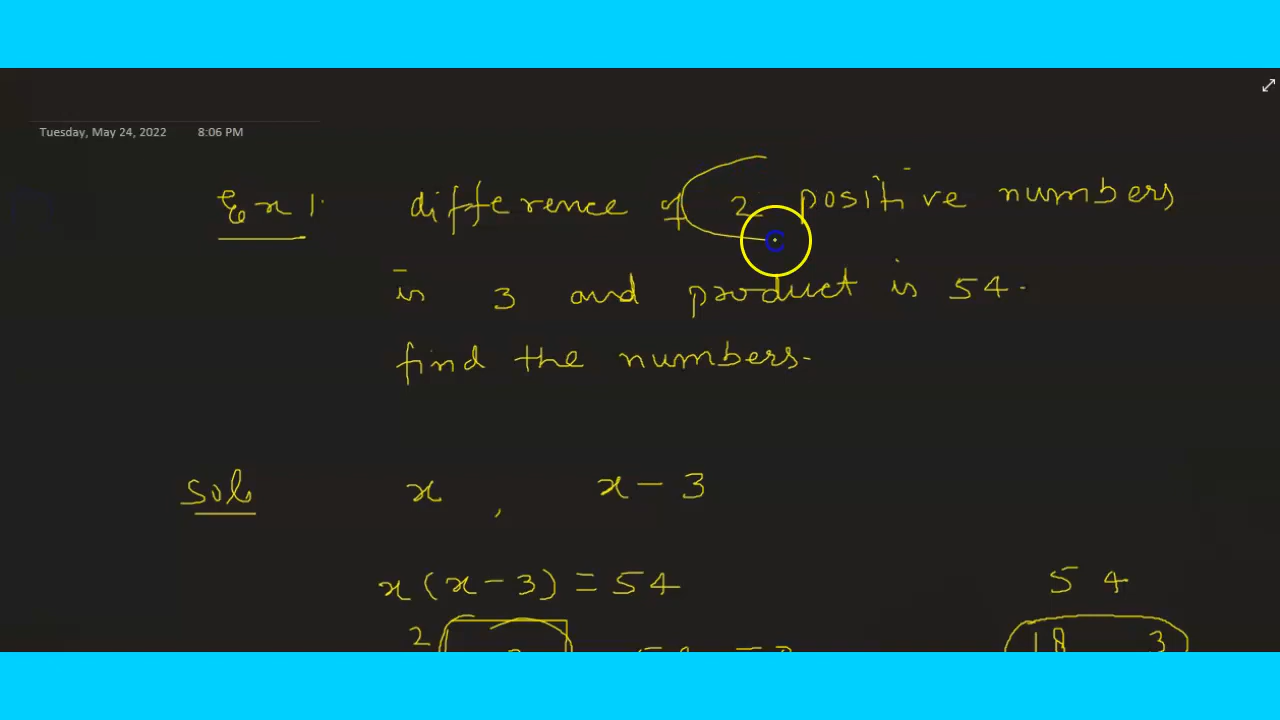 Tuesday, May 24, 2022 8:06 PM
Ex 1. difference of 2 positive numbers
is 3 and product is 54.
find the numbers.
Sol x , x - 3
x(x-3) = 54 54
2
18 3